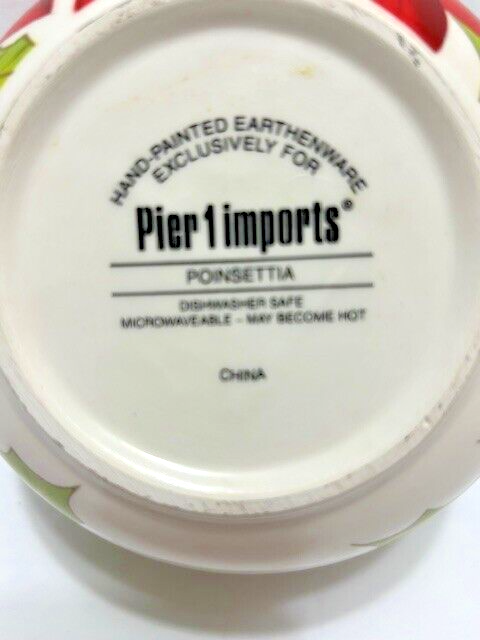 HAND-PAINTED EARTHENWARE
EXCLUSIVELY FOR
Pier 1 imports®
POINSETTIA
DISHWASHER SAFE
MICROWAVEABLE – MAY BECOME HOT
CHINA